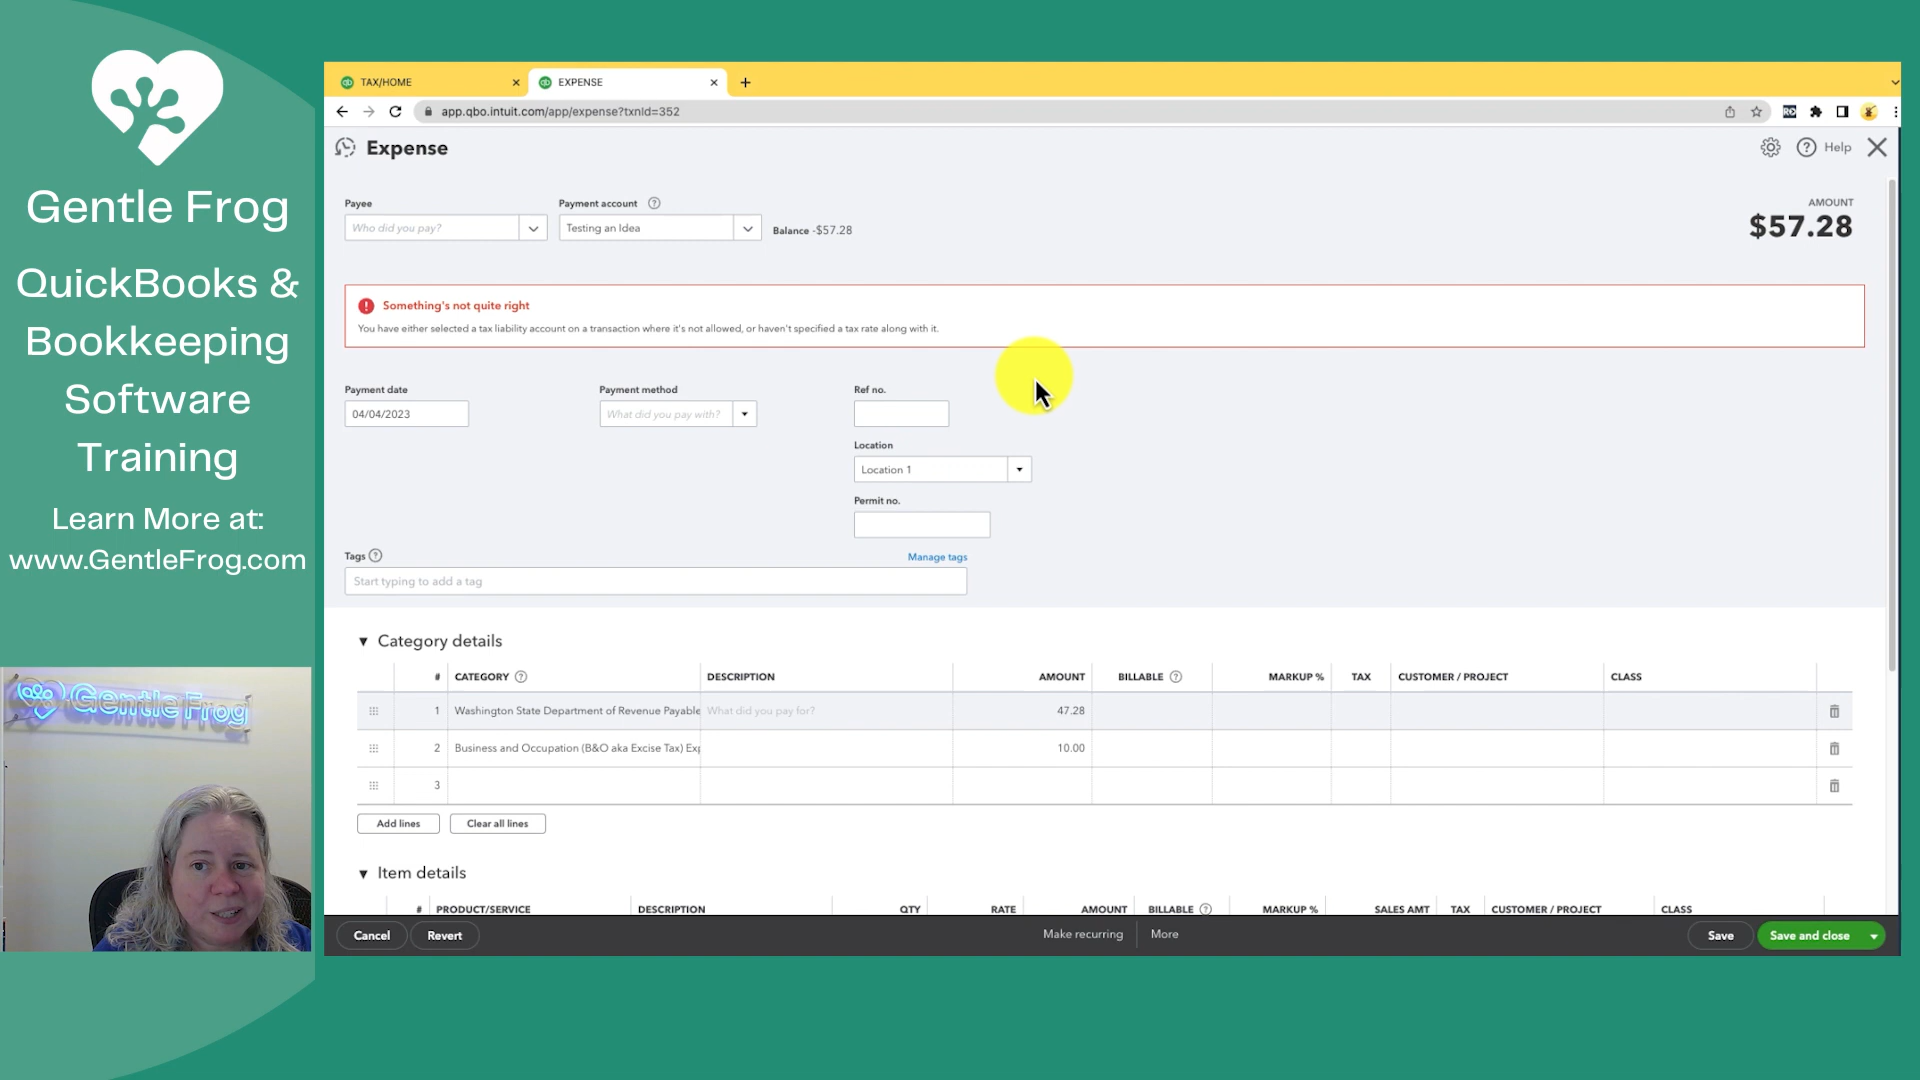 Gentle Frog
QuickBooks &
Bookkeeping
Software
Training
Learn More at:
www.GentleFrog.com
Gentle Frog
TAX/HOME
EXPENSE
app.qbo.intuit.com/app/expense?txnId=352
Expense
Help
Payee
Payment account
AMOUNT
Who did you pay?
Testing an Idea
Balance -$57.28
$57.28
Something's not quite right
You have either selected a tax liability account on a transaction where it's not allowed, or haven't specified a tax rate along with it.
Payment date
Payment method
Ref no.
04/04/2023
What did you pay with?
Location
Location 1
Permit no.
Tags
Manage tags
Start typing to add a tag
Category details
# CATEGORY DESCRIPTION AMOUNT BILLABLE MARKUP % TAX CUSTOMER / PROJECT CLASS
1 Washington State Department of Revenue Payable What did you pay for? 47.28
2 Business and Occupation (B&O aka Excise Tax) Exp 10.00
3
Add lines
Clear all lines
Item details
# PRODUCT/SERVICE DESCRIPTION QTY RATE AMOUNT BILLABLE MARKUP % SALES AMT TAX CUSTOMER / PROJECT CLASS
Cancel
Revert
Make recurring
More
Save
Save and close